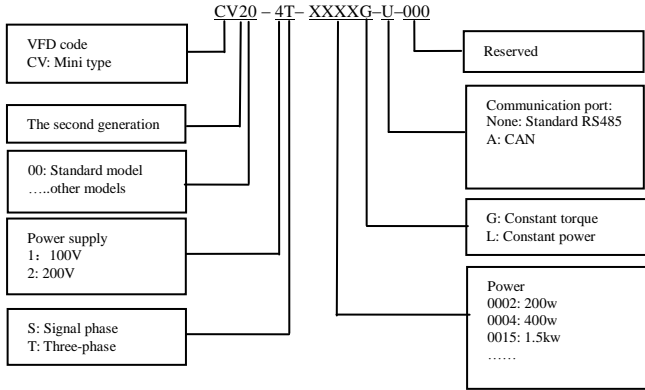 CV20 – 4T– XXXXG–U–000
VFD code
CV: Mini type
The second generation
00: Standard model
…..other models
Power supply
1：100V
2: 200V
S: Signal phase
T: Three-phase
Reserved
Communication port:
None: Standard RS485
A: CAN
G: Constant torque
L: Constant power
Power
0002: 200w
0004: 400w
0015: 1.5kw
……